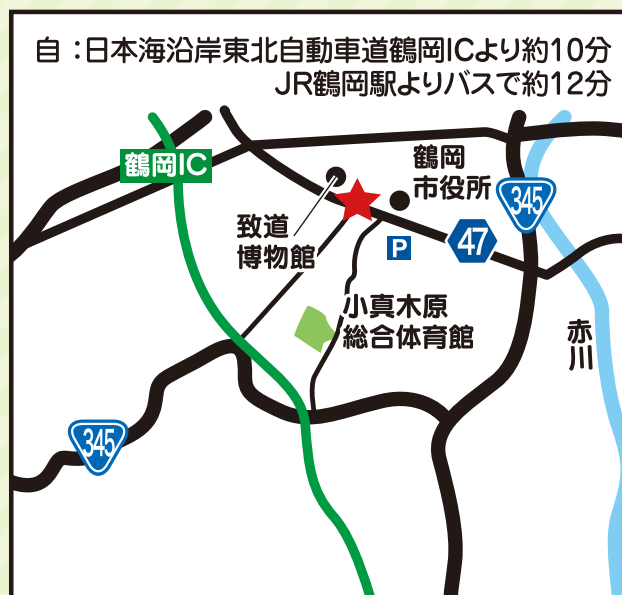 自：日本海沿岸東北自動車道鶴岡ICより約10分
JR鶴岡駅よりバスで約12分
鶴岡IC
鶴岡
市役所
345
致道
博物館
P
47
小真木原
総合体育館
赤川
345